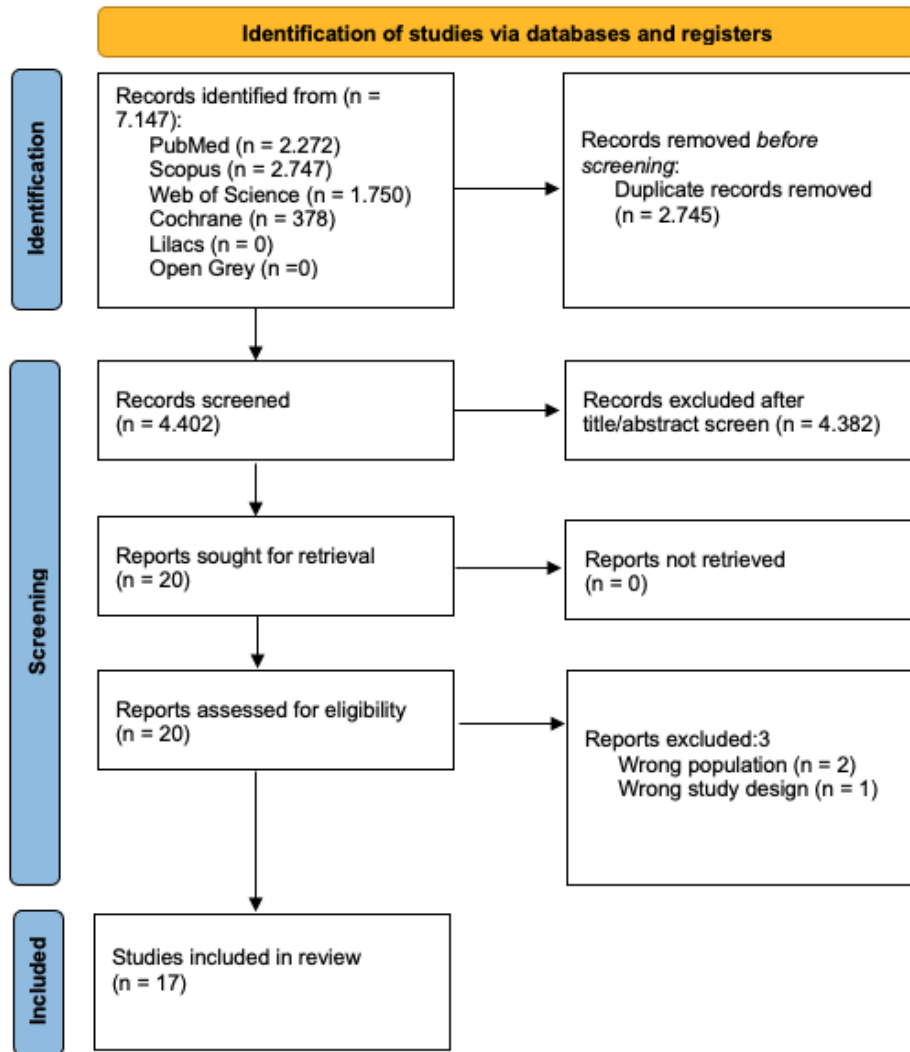 Identification of studies via databases and registers
Identification
Records identified from (n =
7.147):
PubMed (n = 2.272)
Scopus (n = 2.747)
Web of Science (n = 1.750)
Cochrane (n = 378)
Lilacs (n = 0)
Open Grey (n =0)
Records removed before
screening:
Duplicate records removed
(n = 2.745)
Screening
Records screened
(n = 4.402)
Records excluded after
title/abstract screen (n = 4.382)
Reports sought for retrieval
(n = 20)
Reports not retrieved
(n = 0)
Reports assessed for eligibility
(n = 20)
Reports excluded:3
Wrong population (n = 2)
Wrong study design (n = 1)
Included
Studies included in review
(n = 17)